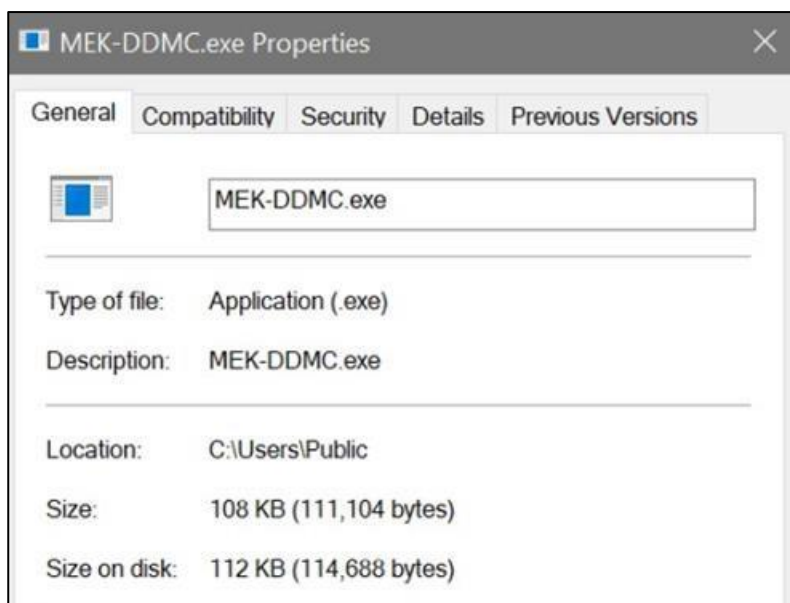 MEK-DDMC.exe Properties
General Compatibility Security Details Previous Versions
MEK-DDMC.exe
Type of file: Application (.exe)
Description: MEK-DDMC.exe
Location: C:\Users\Public
Size: 108 KB (111,104 bytes)
Size on disk: 112 KB (114,688 bytes)